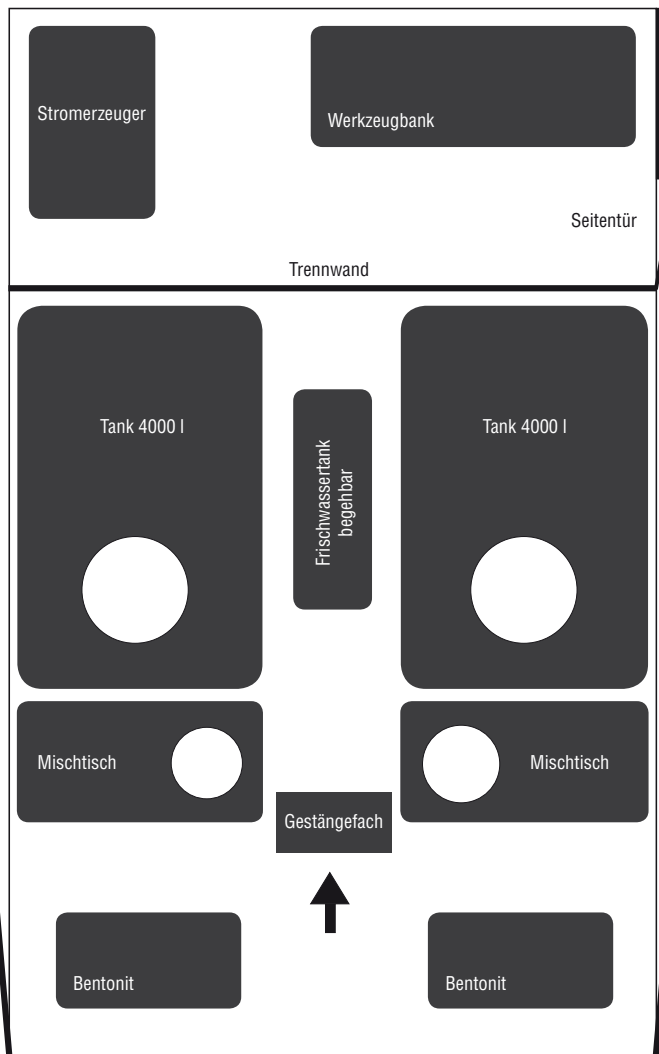 Stromerzeuger
Werkzeugbank
Seitentür
Trennwand
Tank 4000 l
Frischwassertank
begehbar
Tank 4000 l
Mischtisch
Mischtisch
Gestängefach
Bentonit
Bentonit